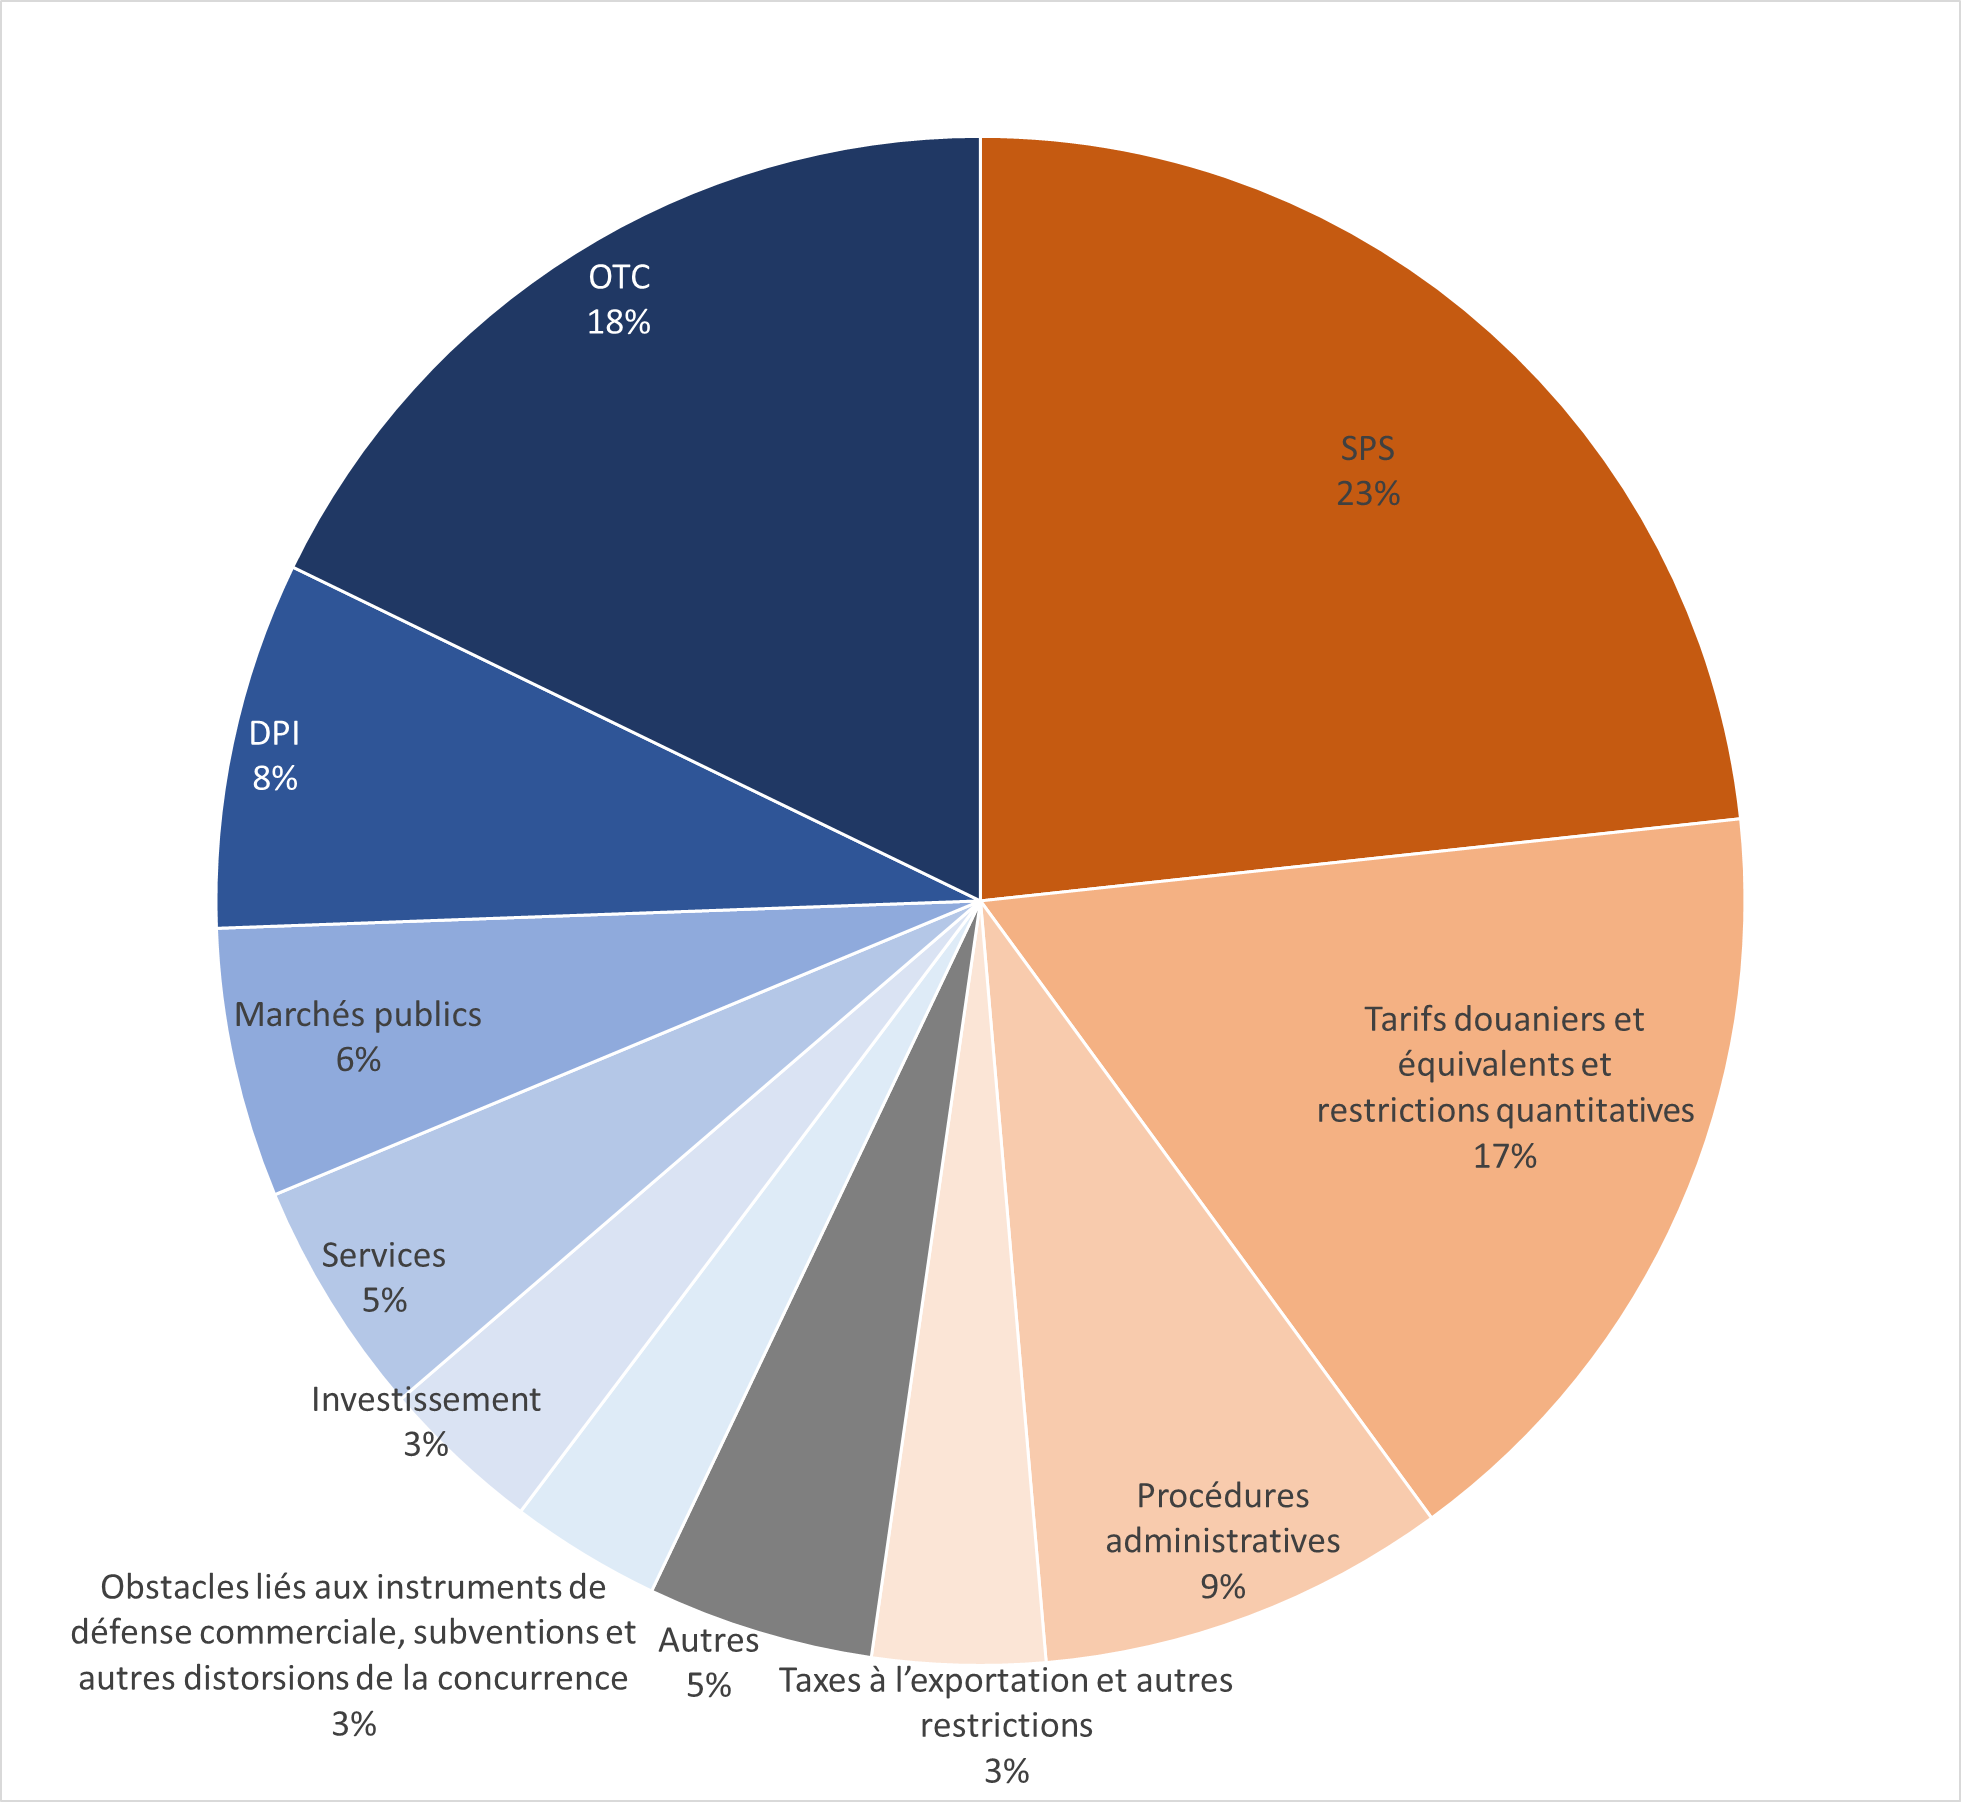 OTC
18%
SPS
23%
DPI
8%
Marchés publics
6%
Tarifs douaniers et
équivalents et
restrictions quantitatives
17%
Services
5%
Investissement
3%
Procédures
administratives
9%
Obstacles liés aux instruments de
défense commerciale, subventions et
autres distorsions de la concurrence
3%
Autres
5%
Taxes à l’exportation et autres
restrictions
3%